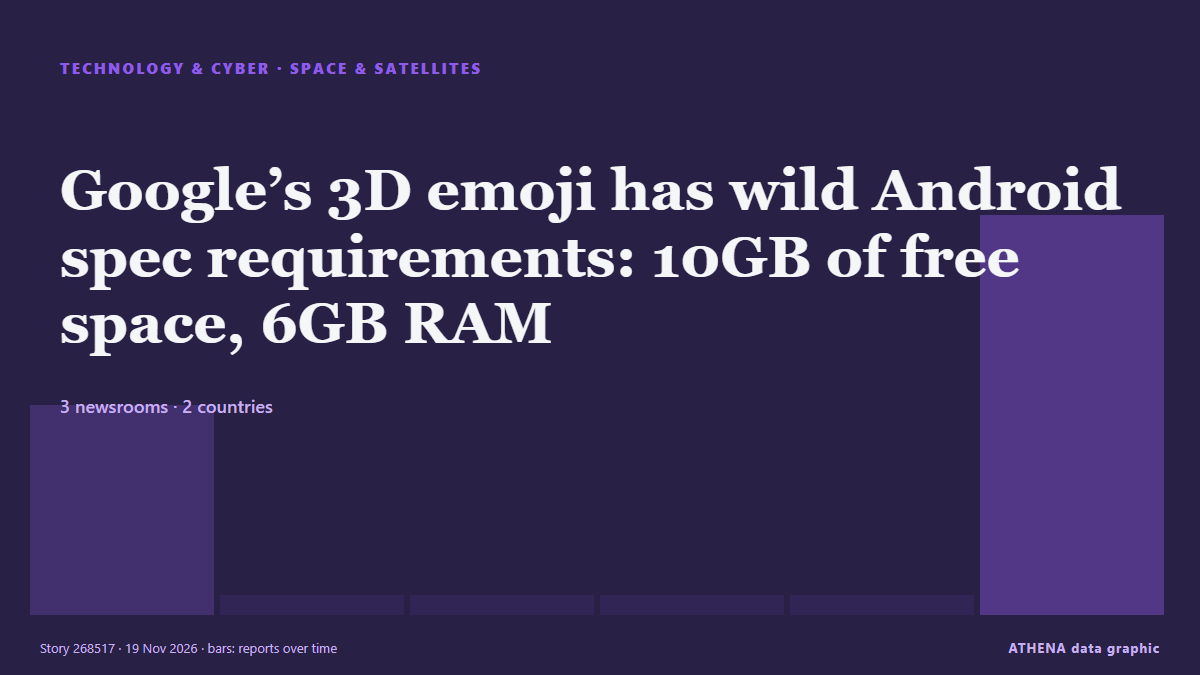 TECHNOLOGY & CYBER · SPACE & SATELLITES
Google’s 3D emoji has wild Android
spec requirements: 10GB of free
space, 6GB RAM
3 newsrooms · 2 countries
Story 268517 · 19 Nov 2026 · bars: reports over time
ATHENA data graphic